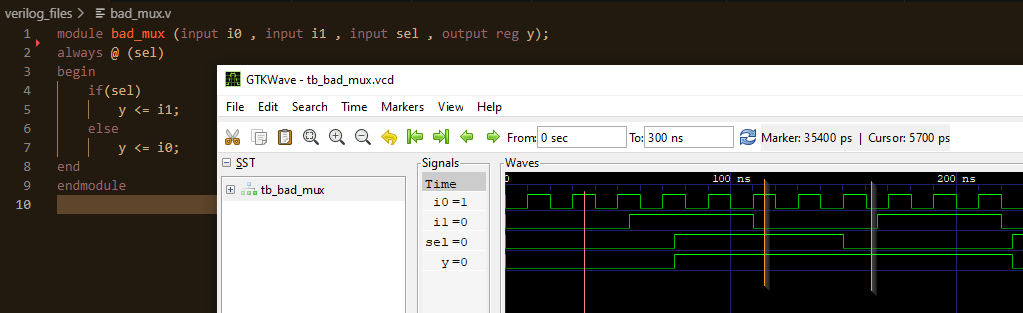 verilog_files > bad_mux.v
1 module bad_mux (input i0 , input i1 , input sel , output reg y);
2 always @ (sel)
3 begin
4 if(sel)
5 y <= i1;
6 else
7 y <= i0;
8 end
9 endmodule
10
GTKWave - tb_bad_mux.vcd
File Edit Search Time Markers View Help
From: 0 sec To: 300 ns Marker: 35400 ps | Cursor: 5700 ps
SST
tb_bad_mux
Signals
Time
i0 =1
i1 =0
sel =0
y =0
Waves
0 100 ns 200 ns